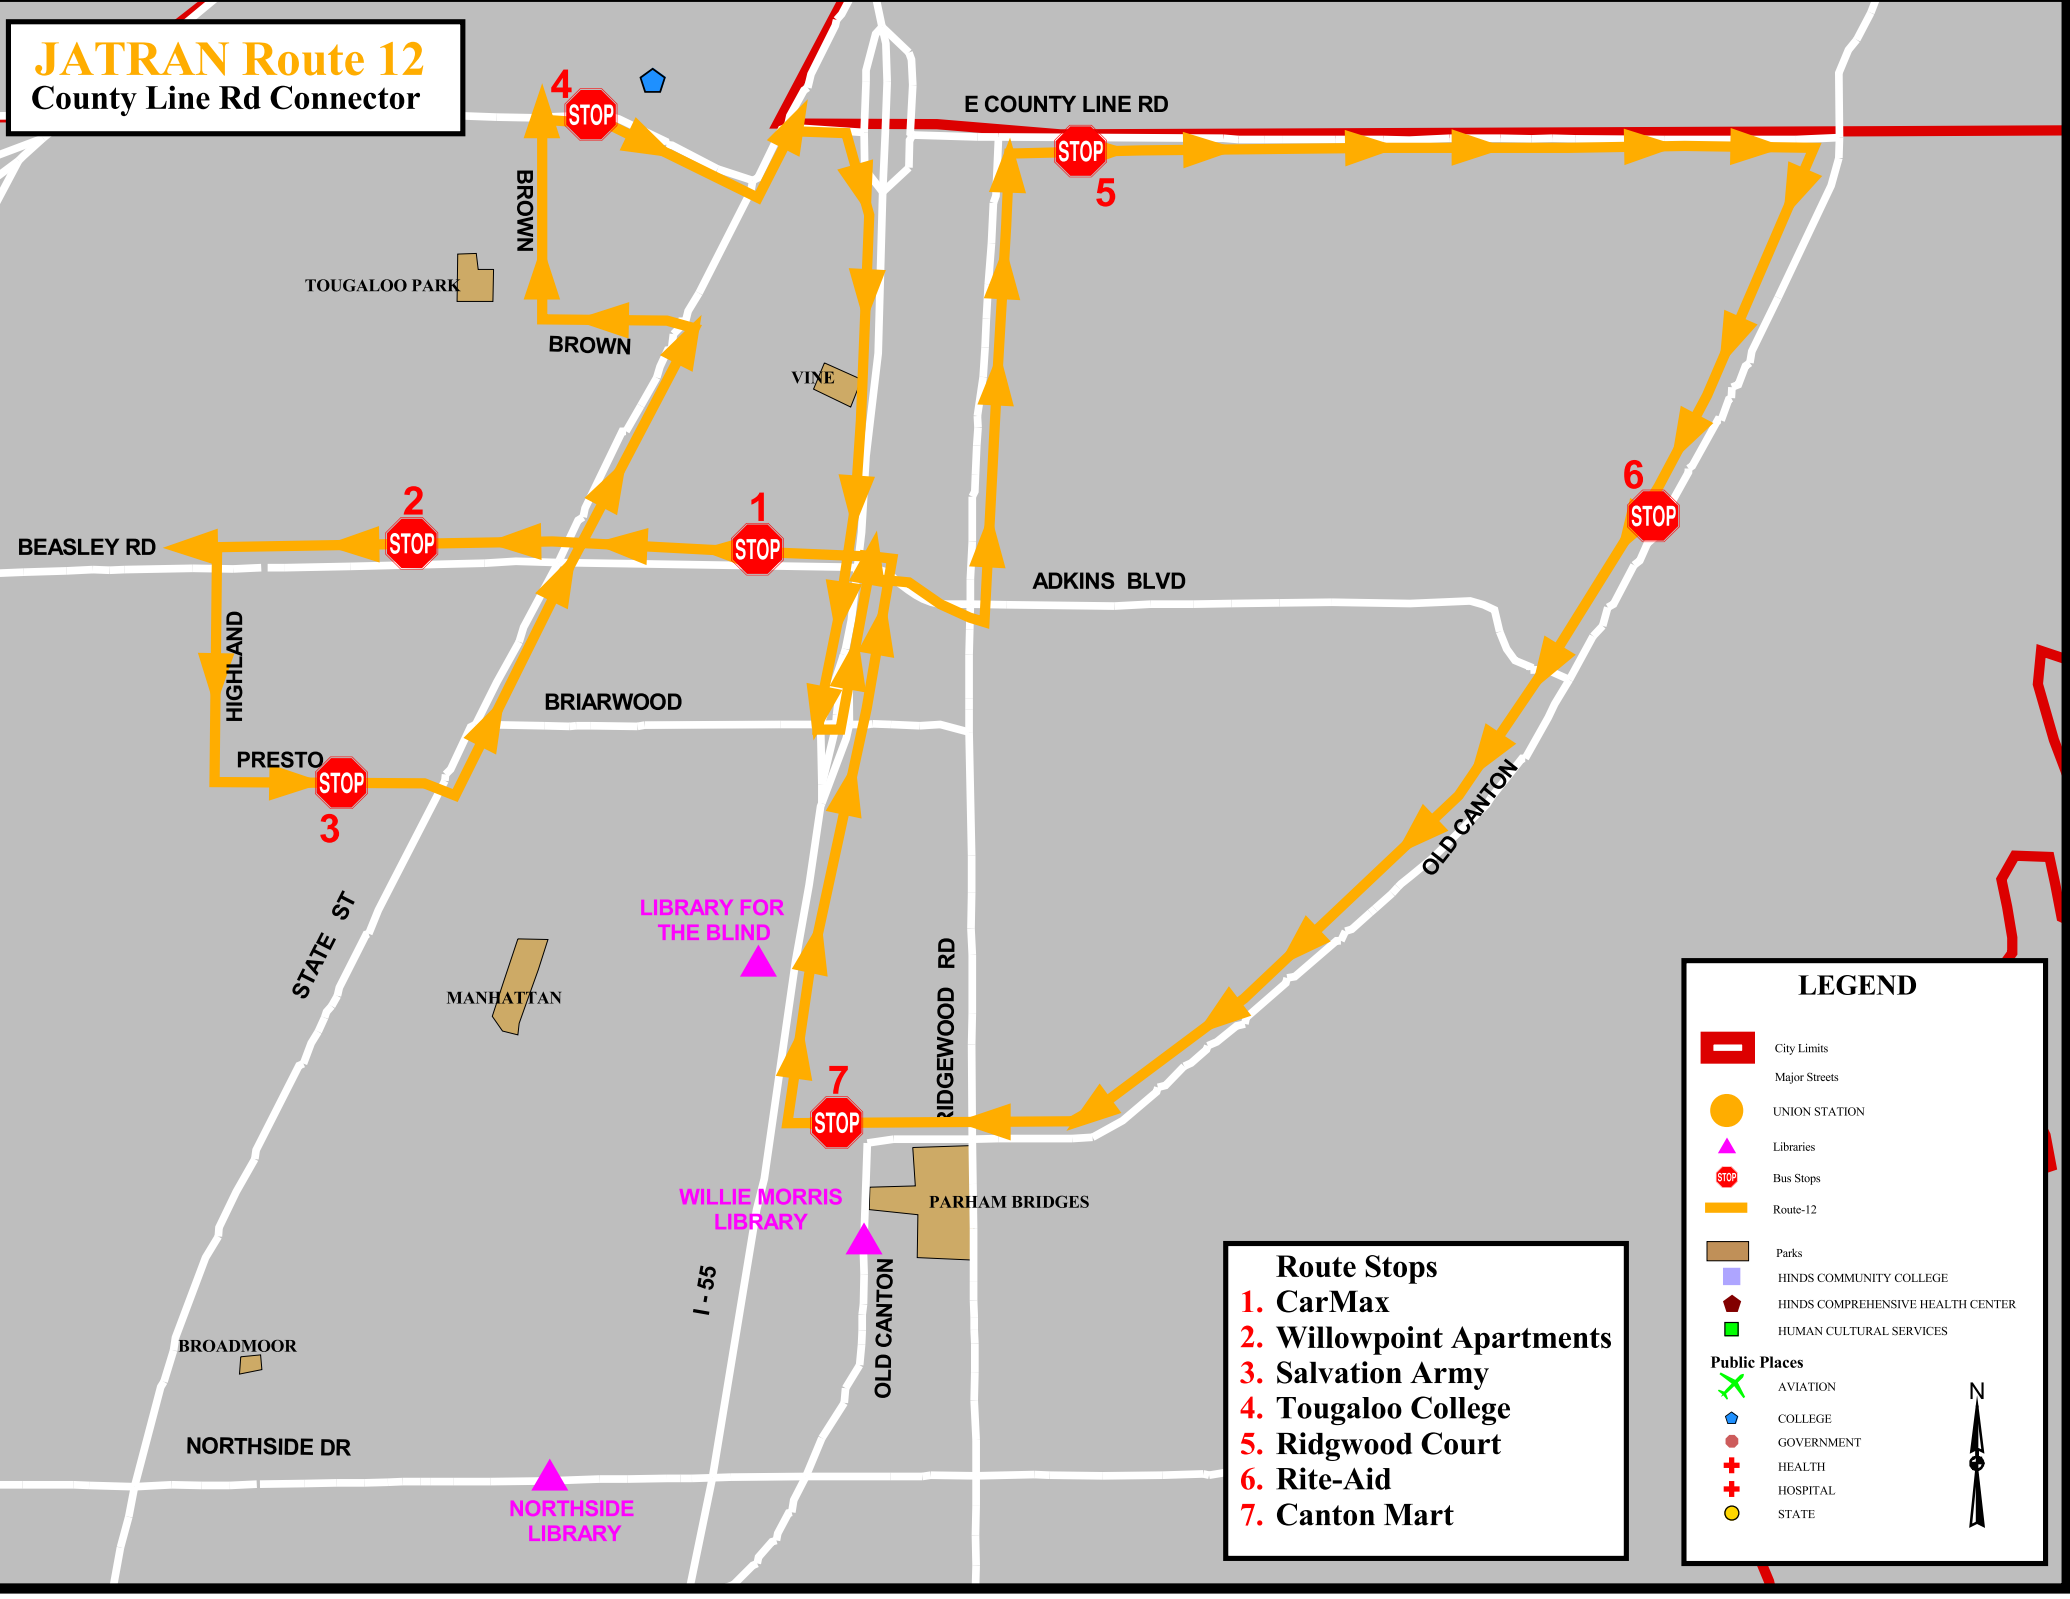 JATRAN Route 12
County Line Rd Connector
4
STOP
E COUNTY LINE RD
STOP
5
BROWN
TOUGALOO PARK
BROWN
VINE
6
STOP
2
1
BEASLEY RD
STOP
STOP
ADKINS BLVD
HIGHLAND
BRIARWOOD
PRESTO
STOP
3
OLD CANTON
STATE ST
LIBRARY FOR
THE BLIND
MANHATTAN
RIDGEWOOD RD
7
STOP
WILLIE MORRIS
LIBRARY
PARHAM BRIDGES
I - 55
OLD CANTON
BROADMOOR
NORTHSIDE DR
NORTHSIDE
LIBRARY
Route Stops
1. CarMax
2. Willowpoint Apartments
3. Salvation Army
4. Tougaloo College
5. Ridgwood Court
6. Rite-Aid
7. Canton Mart
LEGEND
City Limits
Major Streets
UNION STATION
Libraries
STOP Bus Stops
Route-12
Parks
HINDS COMMUNITY COLLEGE
HINDS COMPREHENSIVE HEALTH CENTER
HUMAN CULTURAL SERVICES
Public Places
AVIATION
COLLEGE
GOVERNMENT
HEALTH
HOSPITAL
STATE
N